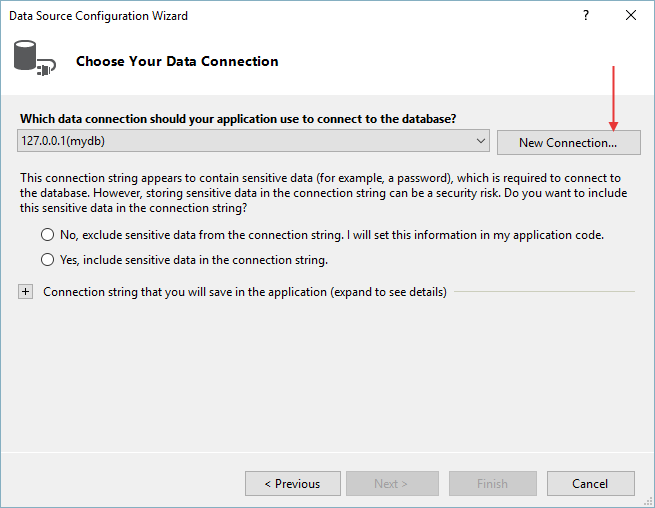 Data Source Configuration Wizard
?
Choose Your Data Connection
Which data connection should your application use to connect to the database?
127.0.0.1(mydb)
New Connection...
This connection string appears to contain sensitive data (for example, a password), which is required to connect to
the database. However, storing sensitive data in the connection string can be a security risk. Do you want to include
this sensitive data in the connection string?
No, exclude sensitive data from the connection string. I will set this information in my application code.
Yes, include sensitive data in the connection string.
Connection string that you will save in the application (expand to see details)
< Previous
Next >
Finish
Cancel